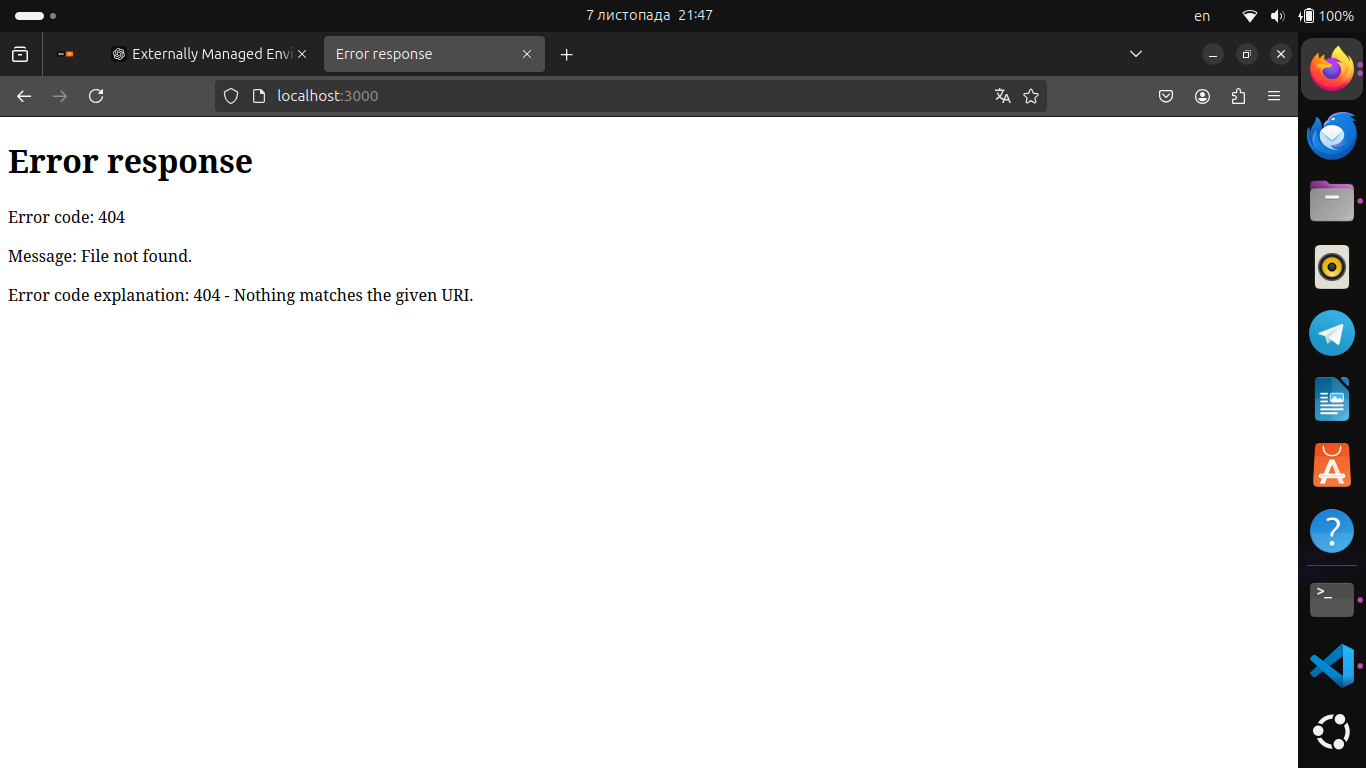 7 листопада 21:47
en
100%
Externally Managed Envi
Error response
localhost:3000
Error response
Error code: 404
Message: File not found.
Error code explanation: 404 - Nothing matches the given URI.